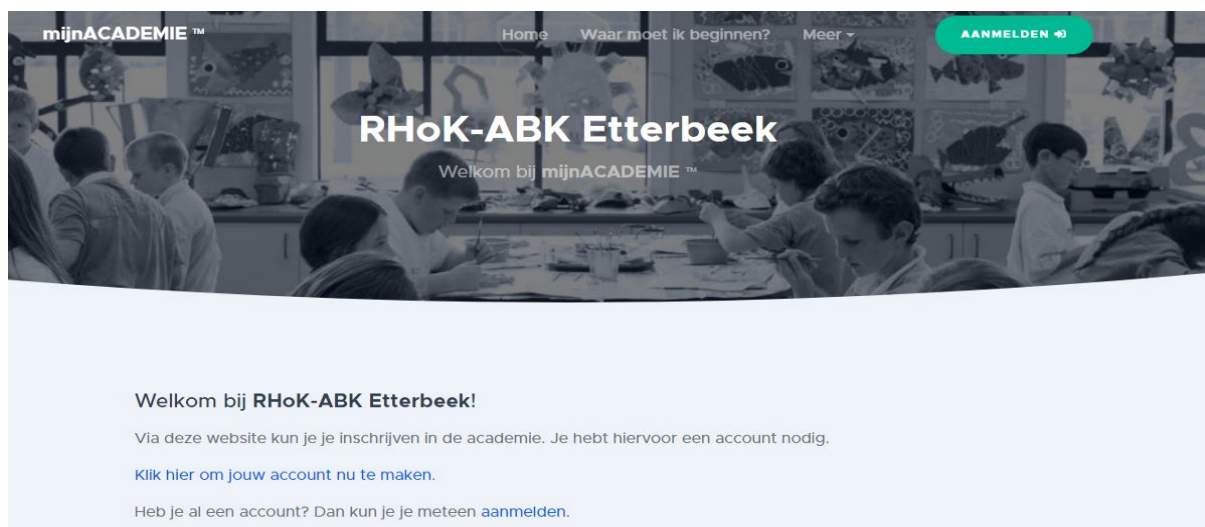 mijnACADEMIE ™
Home Waar moet ik beginnen? Meer
AANMELDEN
RHoK-ABK Etterbeek
Welkom bij mijnACADEMIE ™
Welkom bij RHoK-ABK Etterbeek!
Via deze website kun je je inschrijven in de academie. Je hebt hiervoor een account nodig.
Klik hier om jouw account nu te maken.
Heb je al een account? Dan kun je je meteen aanmelden.